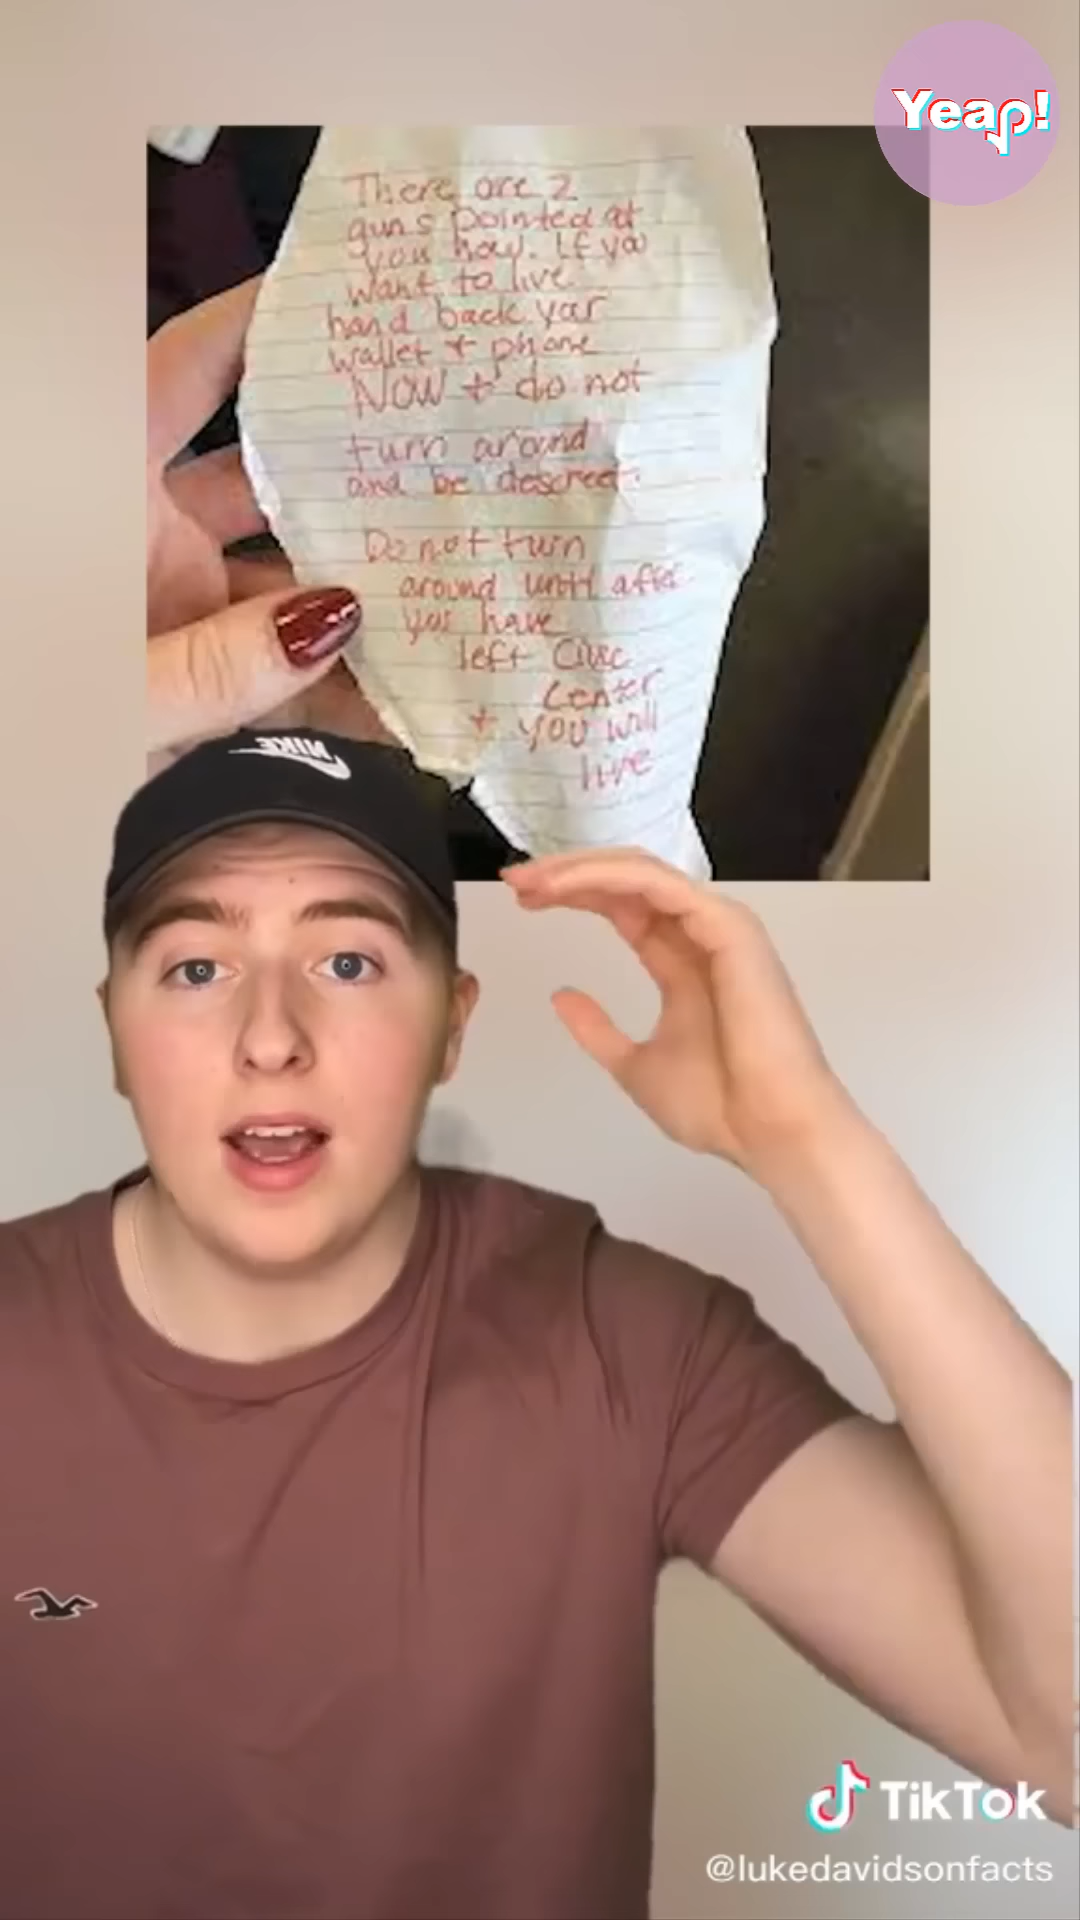 Yeap!
There are 2
guns pointed at
you now. If you
want to live
hand back your
wallet + phone
NOW + do not
turn around
and be descreet.
Do not turn
around until after
you have
left Civic
Center
+ you will
live
NIKE
TikTok
@lukedavidsonfacts